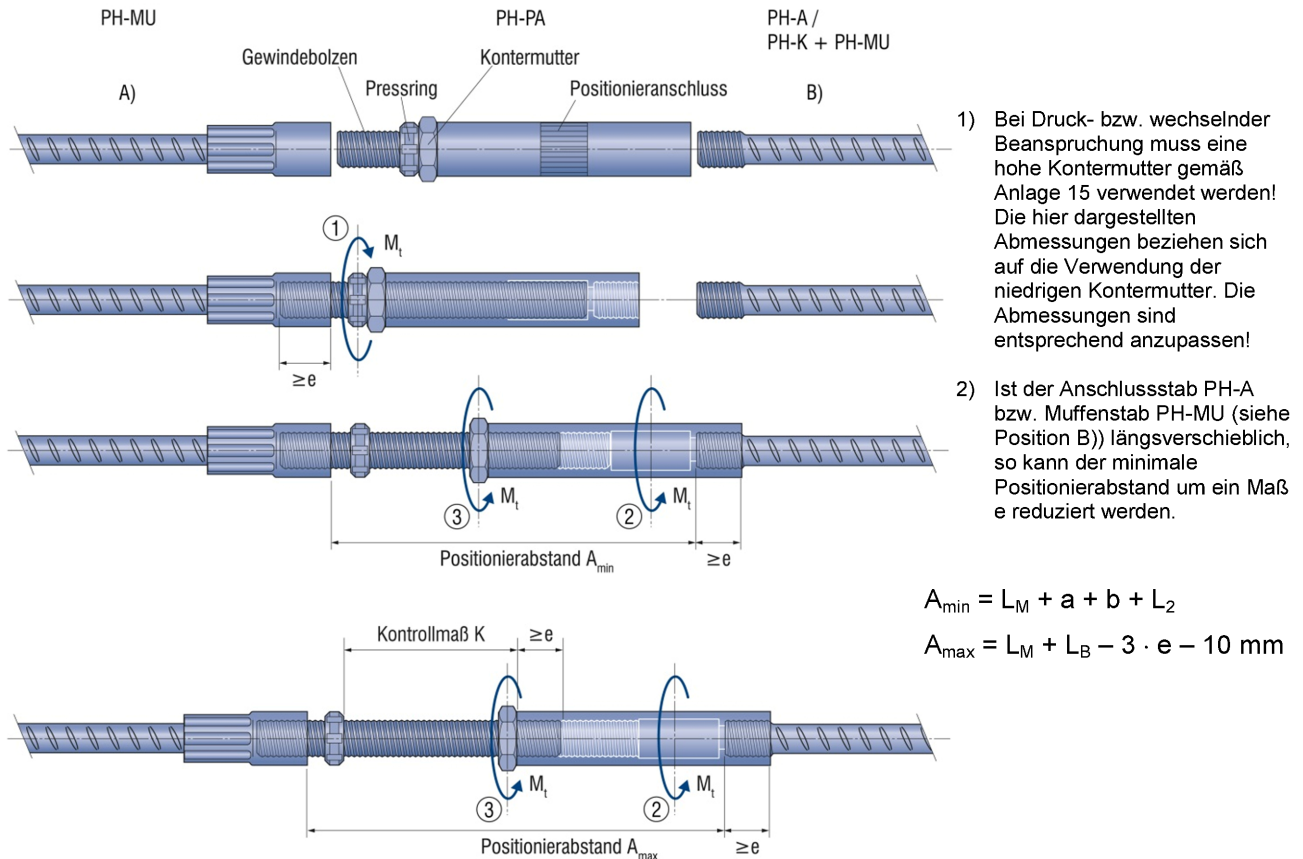 PH-MU
PH-PA
PH-A /
PH-K + PH-MU
Gewindebolzen
Kontermutter
Pressring
Positionieranschluss
A)
B)
1) Bei Druck- bzw. wechselnder
Beanspruchung muss eine
hohe Kontermutter gemäß
Anlage 15 verwendet werden!
Die hier dargestellten
Abmessungen beziehen sich
auf die Verwendung der
niedrigen Kontermutter. Die
Abmessungen sind
entsprechend anzupassen!
1
Mt
≥e
2) Ist der Anschlussstab PH-A
bzw. Muffenstab PH-MU (siehe
Position B)) längsverschieblich,
so kann der minimale
Positionierabstand um ein Maß
e reduziert werden.
3 Mt
2 Mt
Positionierabstand Amin
≥e
Amin = LM + a + b + L2
Amax = LM + LB – 3 · e – 10 mm
Kontrollmaß K
≥e
3 Mt
2 Mt
Positionierabstand Amax
≥e